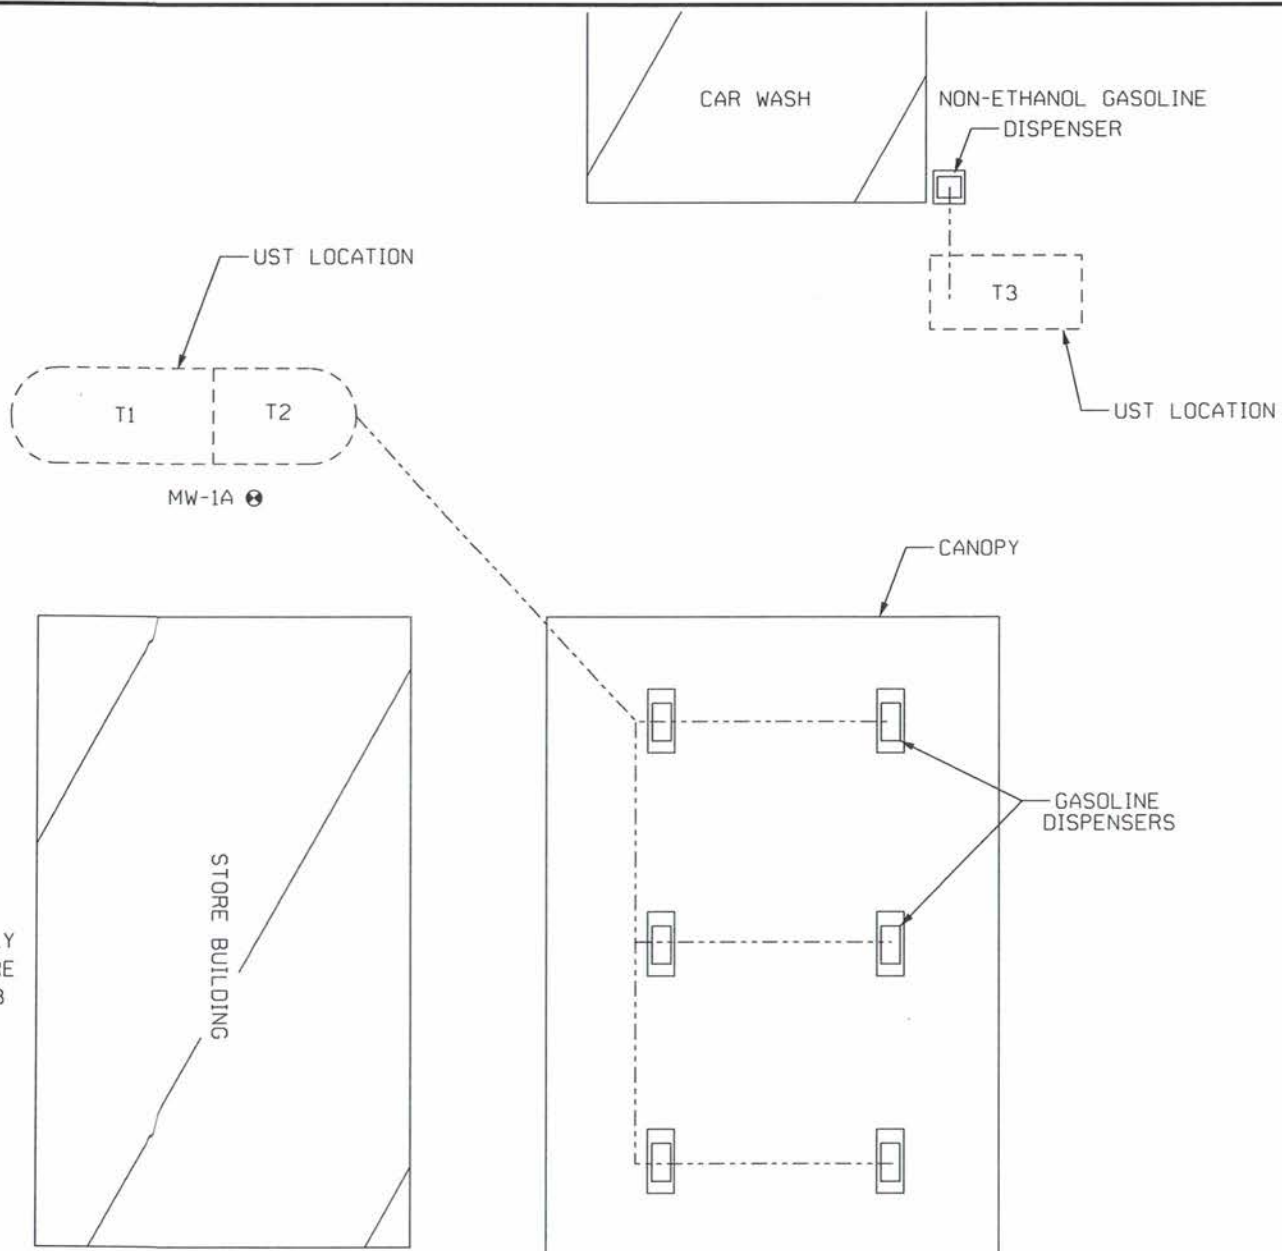 CAR WASH
NON-ETHANOL GASOLINE
DISPENSER
UST LOCATION
T3
T1
T2
UST LOCATION
MW-1A
CANOPY
GASOLINE
DISPENSERS
STORE BUILDING